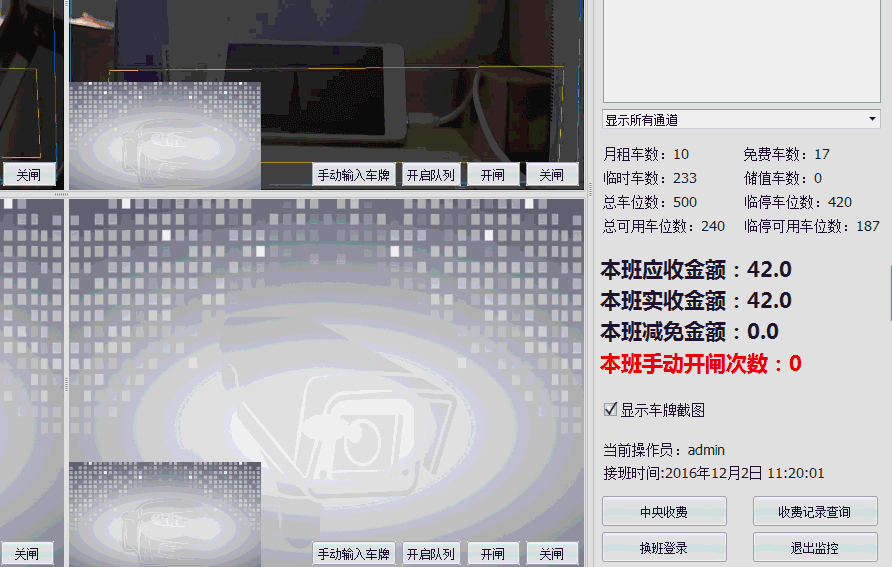 关闸
手动输入车牌 开启队列 开闸 关闸
关闸
手动输入车牌 开启队列 开闸 关闸
显示所有通道
月租车数：10 免费车数：17
临时车数：233 储值车数：0
总车位数：500 临停车位数：420
总可用车位数：240 临停可用车位数：187
本班应收金额：42.0
本班实收金额：42.0
本班减免金额：0.0
本班手动开闸次数：0
显示车牌截图
当前操作员：admin
接班时间:2016年12月2日 11:20:01
中央收费 收费记录查询
换班登录 退出监控